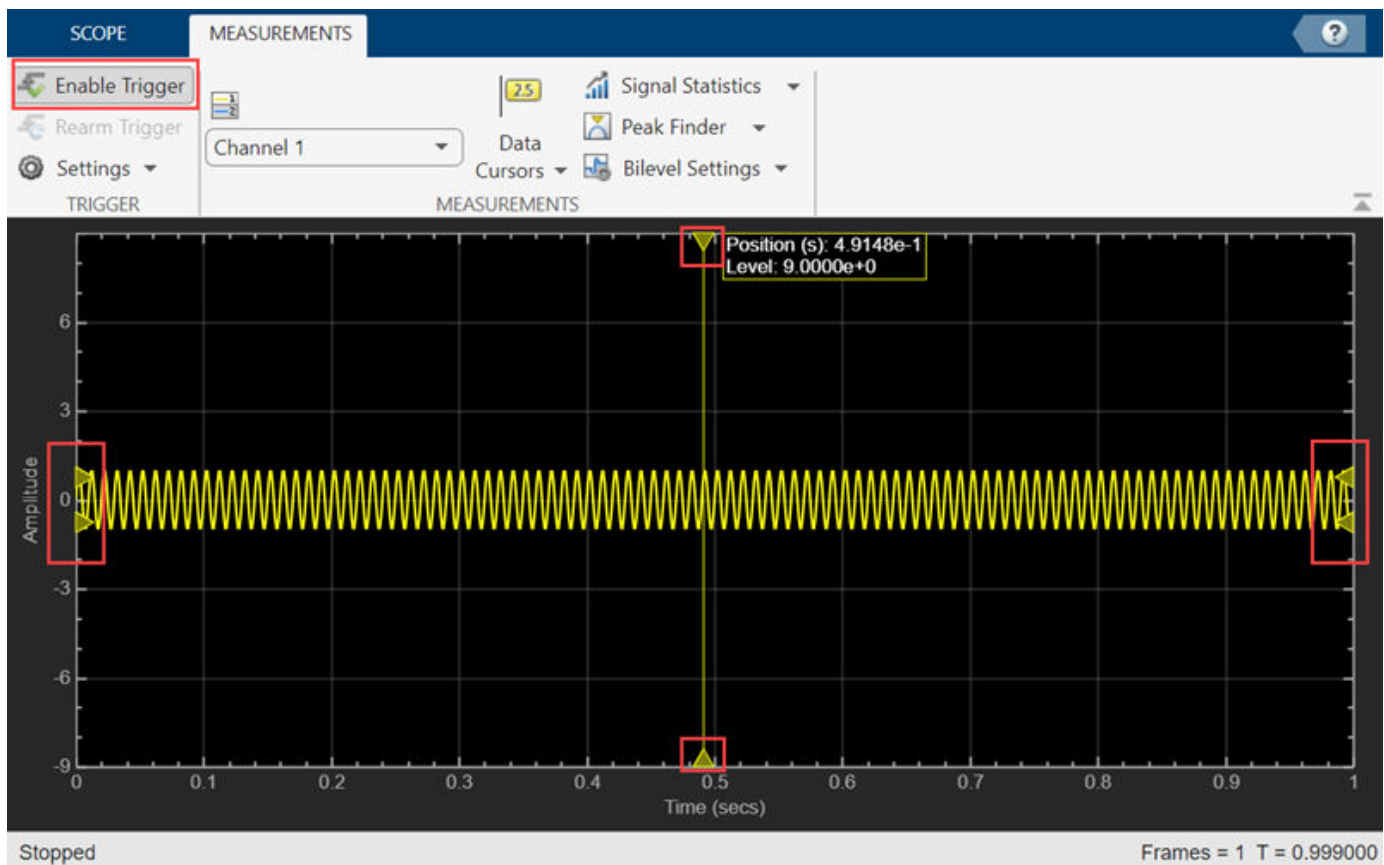 SCOPE MEASUREMENTS ?
Enable Trigger
Rearm Trigger
Settings
TRIGGER
1
2
Channel 1
2.5
Data
Cursors
Signal Statistics
Peak Finder
Bilevel Settings
MEASUREMENTS
Position (s): 4.9148e-1
Level: 9.0000e+0
6
3
0
-3
-6
-9
Amplitude
0 0.1 0.2 0.3 0.4 0.5 0.6 0.7 0.8 0.9 1
Time (secs)
Stopped Frames = 1 T = 0.999000